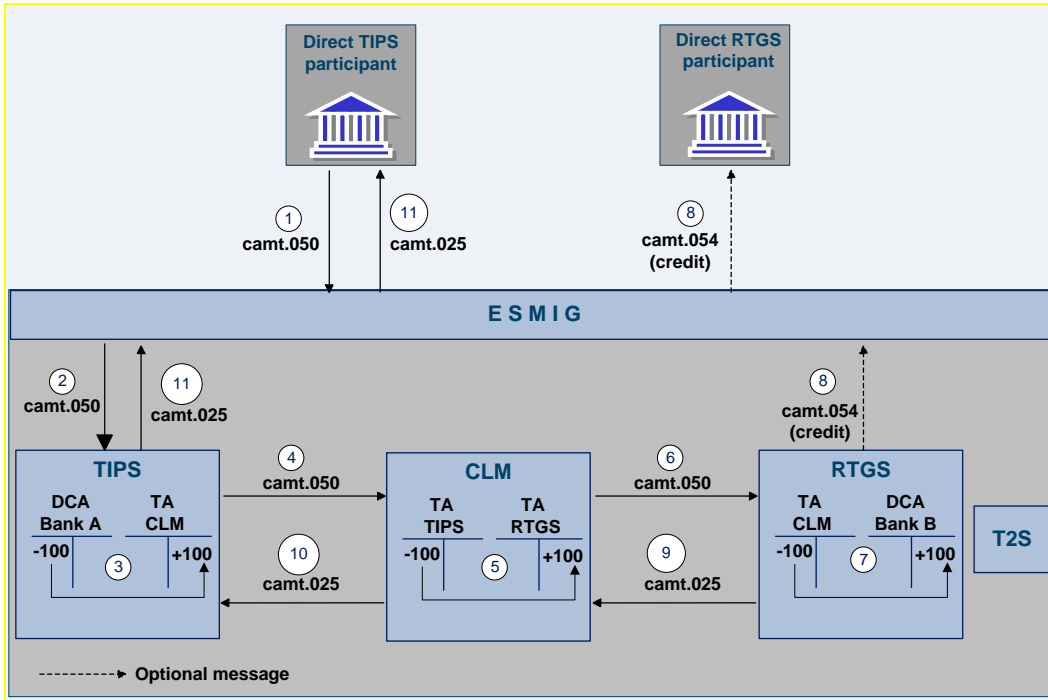 Direct TIPS
participant
Direct RTGS
participant
1
camt.050
11
camt.025
8
camt.054
(credit)
E S M I G
2
camt.050
11
camt.025
8
camt.054
(credit)
TIPS
DCA
Bank A
TA
CLM
-100
+100
3
4
camt.050
10
camt.025
CLM
TA
TIPS
TA
RTGS
-100
+100
5
6
camt.050
9
camt.025
RTGS
TA
CLM
DCA
Bank B
-100
+100
7
T2S
Optional message